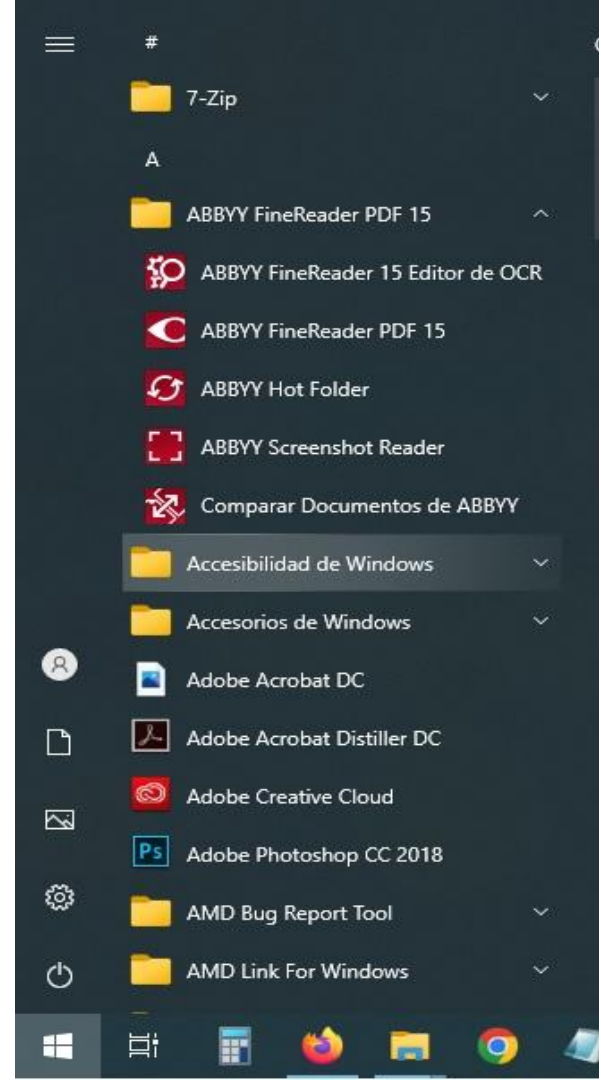 #
7-Zip
A
ABBYY FineReader PDF 15
ABBYY FineReader 15 Editor de OCR
ABBYY FineReader PDF 15
ABBYY Hot Folder
ABBYY Screenshot Reader
Comparar Documentos de ABBYY
Accesibilidad de Windows
Accesorios de Windows
Adobe Acrobat DC
Adobe Acrobat Distiller DC
Adobe Creative Cloud
Ps Adobe Photoshop CC 2018
AMD Bug Report Tool
AMD Link For Windows